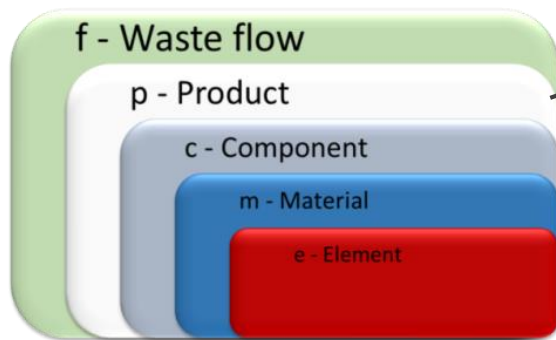 f - Waste flow
p - Product
c - Component
m - Material
e - Element